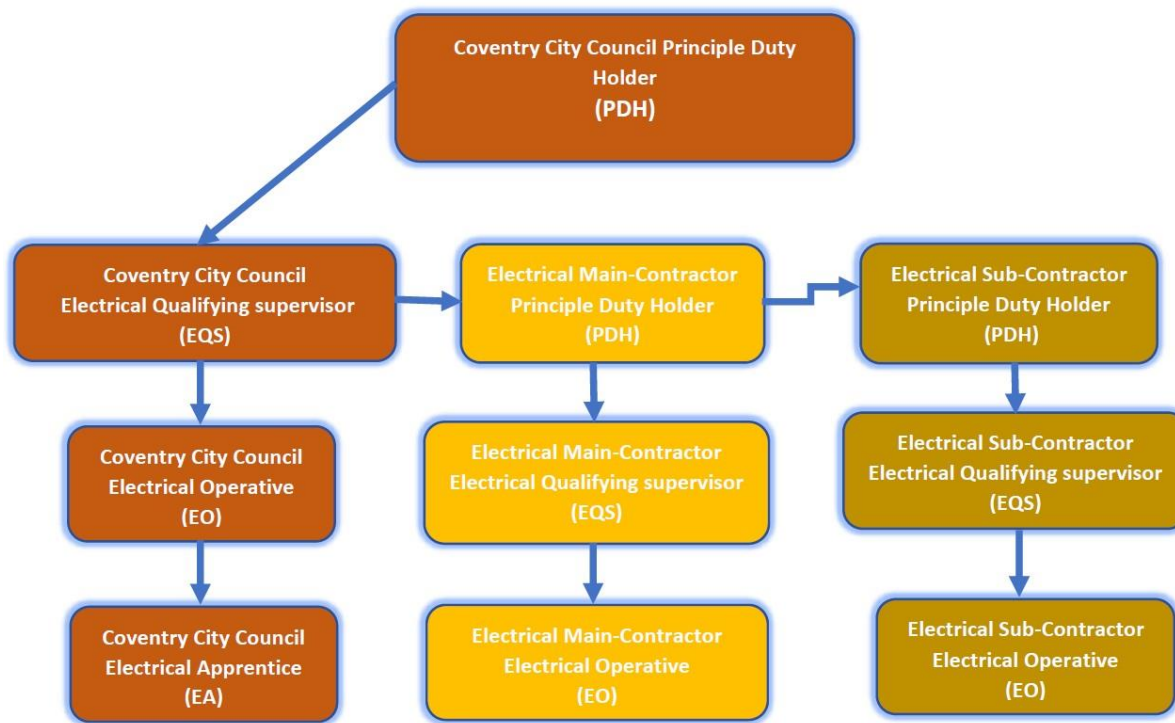 Coventry City Council Principle Duty
Holder
(PDH)
Coventry City Council
Electrical Qualifying supervisor
(EQS)
Electrical Main-Contractor
Principle Duty Holder
(PDH)
Electrical Sub-Contractor
Principle Duty Holder
(PDH)
Coventry City Council
Electrical Operative
(EO)
Electrical Main-Contractor
Electrical Qualifying supervisor
(EQS)
Electrical Sub-Contractor
Electrical Qualifying supervisor
(EQS)
Coventry City Council
Electrical Apprentice
(EA)
Electrical Main-Contractor
Electrical Operative
(EO)
Electrical Sub-Contractor
Electrical Operative
(EO)